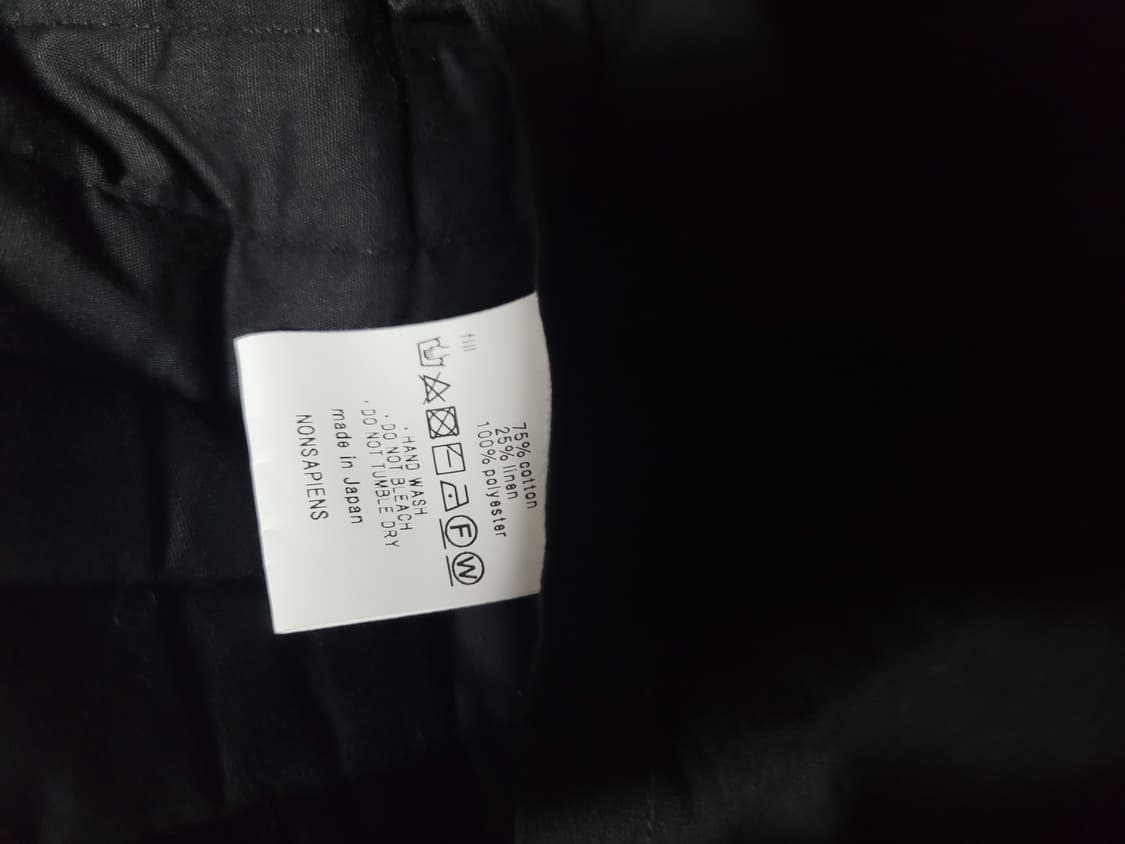 75% cotton
25% linen
100% polyester
fill
F W
· HAND WASH
· DO NOT BLEACH
· DO NOT TUMBLE DRY
made in Japan
NONSAPIENS